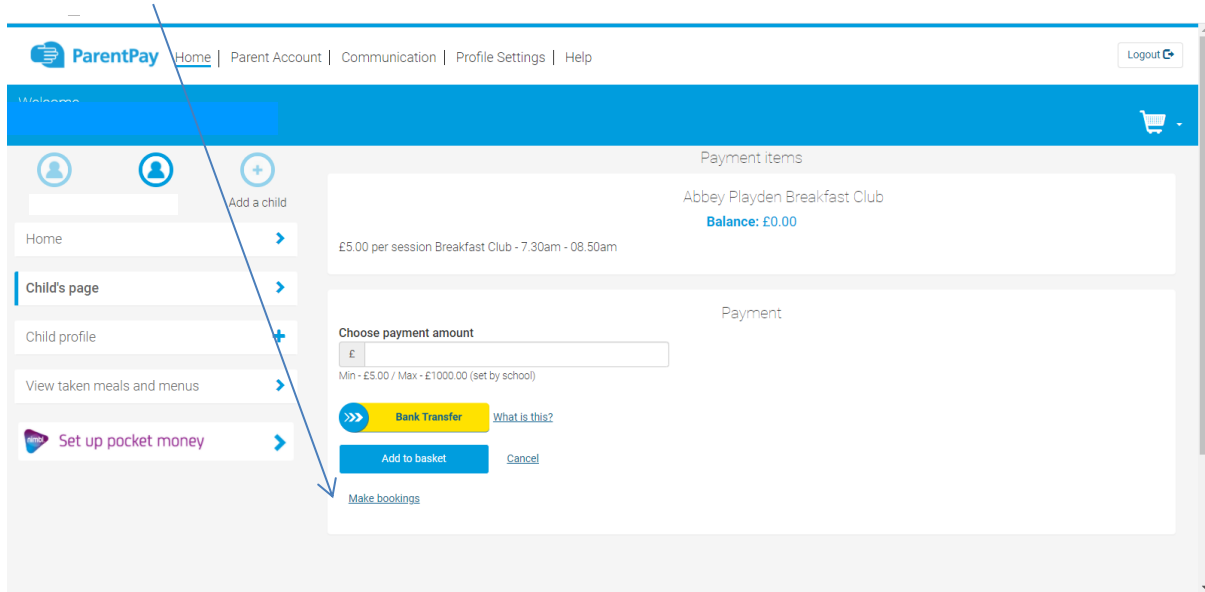 ParentPay Home | Parent Account | Communication | Profile Settings | Help
Logout
Welcome
Add a child
Home
Child's page
Child profile
View taken meals and menus
nimbl Set up pocket money
Payment items
Abbey Playden Breakfast Club
Balance: £0.00
£5.00 per session Breakfast Club - 7.30am - 08.50am
Payment
Choose payment amount
£
Min - £5.00 / Max - £1000.00 (set by school)
Bank Transfer What is this?
Add to basket Cancel
Make bookings